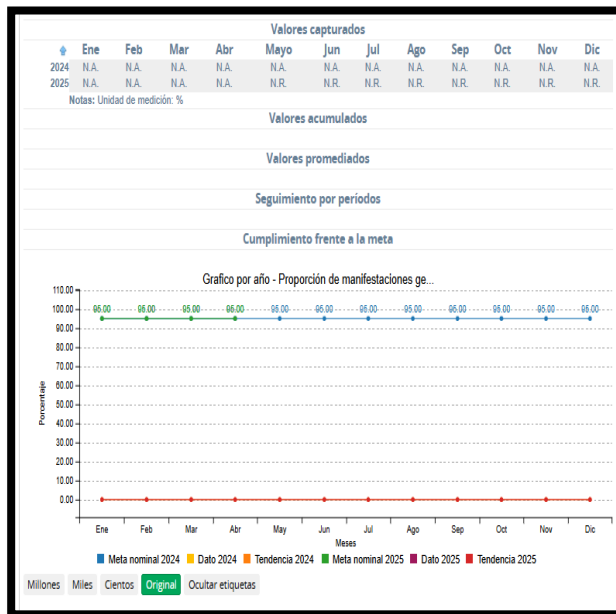 Valores capturados
Ene Feb Mar Abr Mayo Jun Jul Ago Sep Oct Nov Dic
2024 N.A. N.A. N.A. N.A. N.A. N.A. N.A. N.A. N.A. N.A. N.A. N.A.
2025 N.A. N.A. N.A. N.A. N.R. N.R. N.R. N.R. N.R. N.R. N.R. N.R.
Notas: Unidad de medición: %
Valores acumulados
Valores promediados
Seguimiento por períodos
Cumplimiento frente a la meta
Grafico por año - Proporción de manifestaciones ge...
110.00
100.00
95.00 95.00 95.00 95.00 95.00 95.00 95.00 95.00 95.00 95.00 95.00 95.00
90.00
80.00
70.00
60.00
50.00
40.00
30.00
20.00
10.00
0.00
Porcentaje
Ene Feb Mar Abr May Jun Jul Ago Sep Oct Nov Dic
Meses
Meta nominal 2024 Dato 2024 Tendencia 2024 Meta nominal 2025 Dato 2025 Tendencia 2025
Millones Miles Cientos Original Ocultar etiquetas